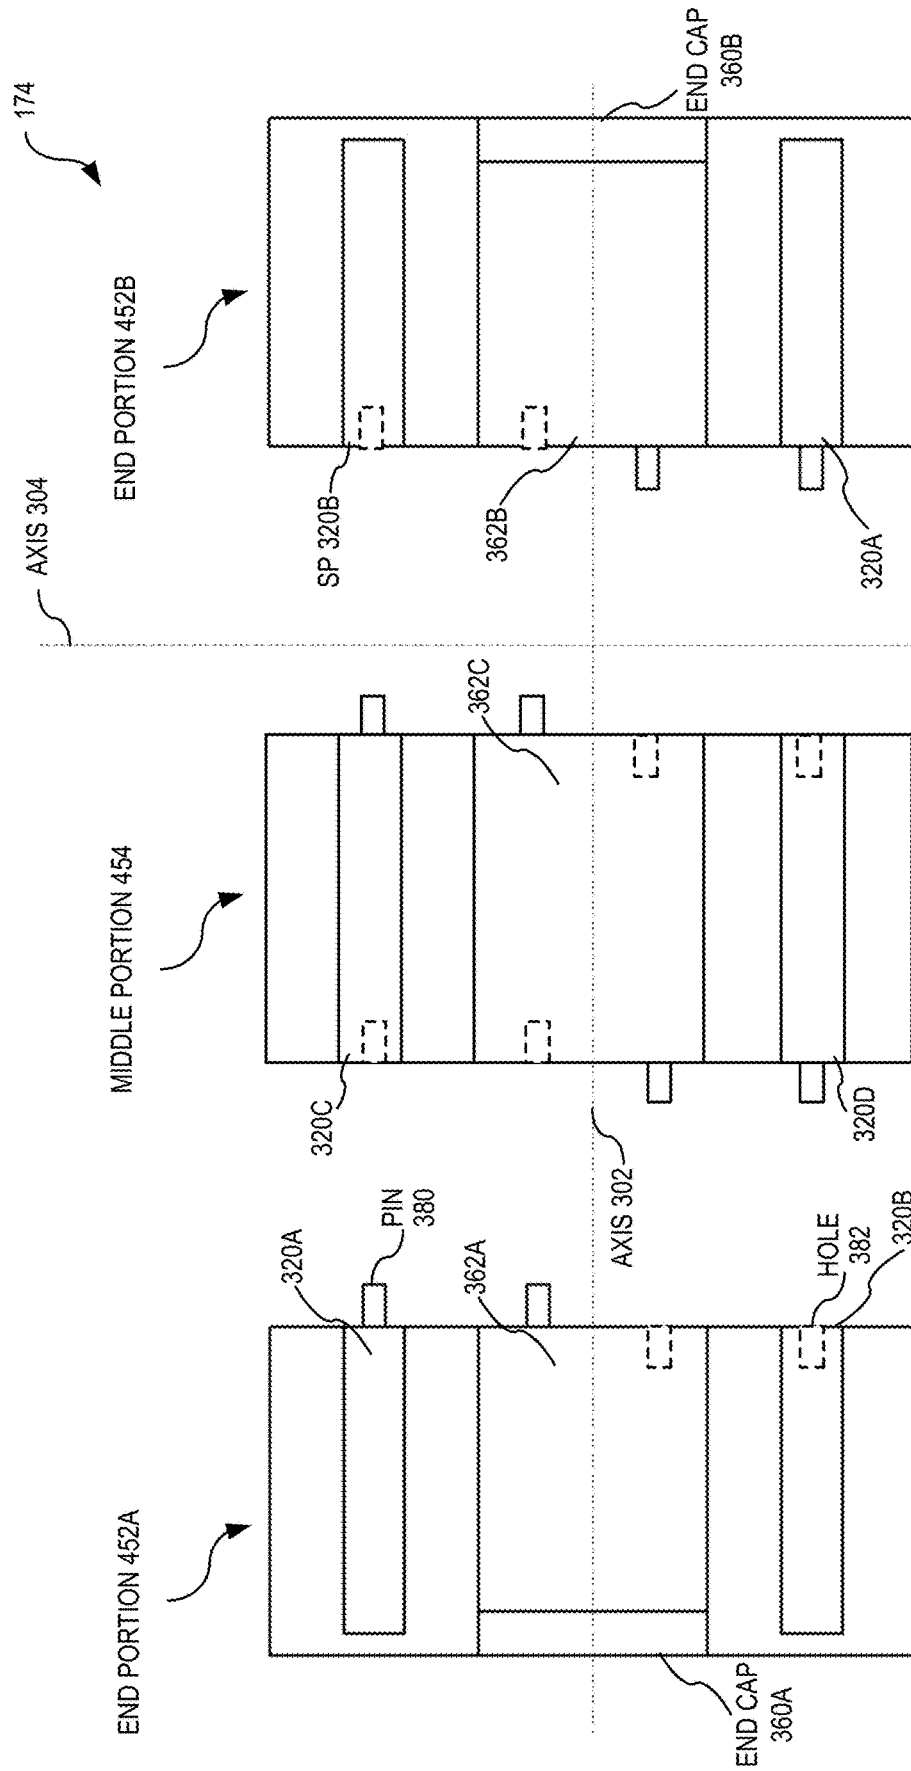 174
END PORTION 452A
MIDDLE PORTION 454
AXIS 304
END PORTION 452B
320A
PIN
380
362A
320C
362C
SP 320B
362B
END CAP
360B
AXIS 302
END CAP
360A
HOLE
382
320B
320D
320A